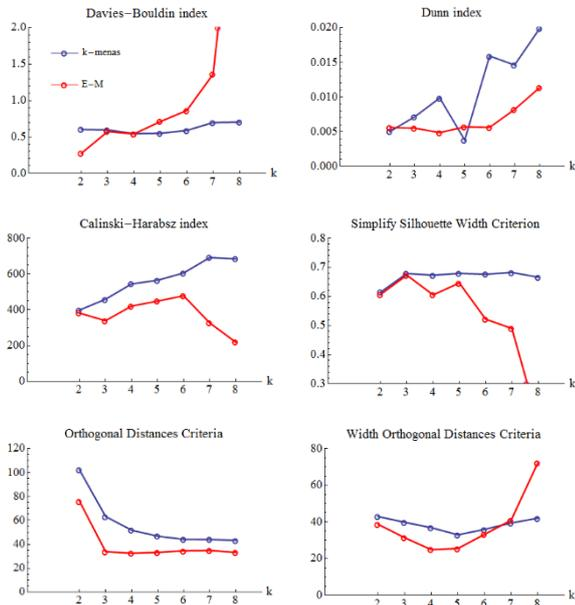 Davies−Bouldin index
2.0
1.5
1.0
0.5
0.0
k−menas
E−M
2 3 4 5 6 7 8 k
Dunn index
0.020
0.015
0.010
0.005
0.000
2 3 4 5 6 7 8 k
Calinski−Harabsz index
800
600
400
200
0
2 3 4 5 6 7 8 k
Simplify Silhouette Width Criterion
0.8
0.7
0.6
0.5
0.4
0.3
2 3 4 5 6 7 8 k
Orthogonal Distances Criteria
120
100
80
60
40
20
0
2 3 4 5 6 7 8 k
Width Orthogonal Distances Criteria
80
60
40
20
0
2 3 4 5 6 7 8 k